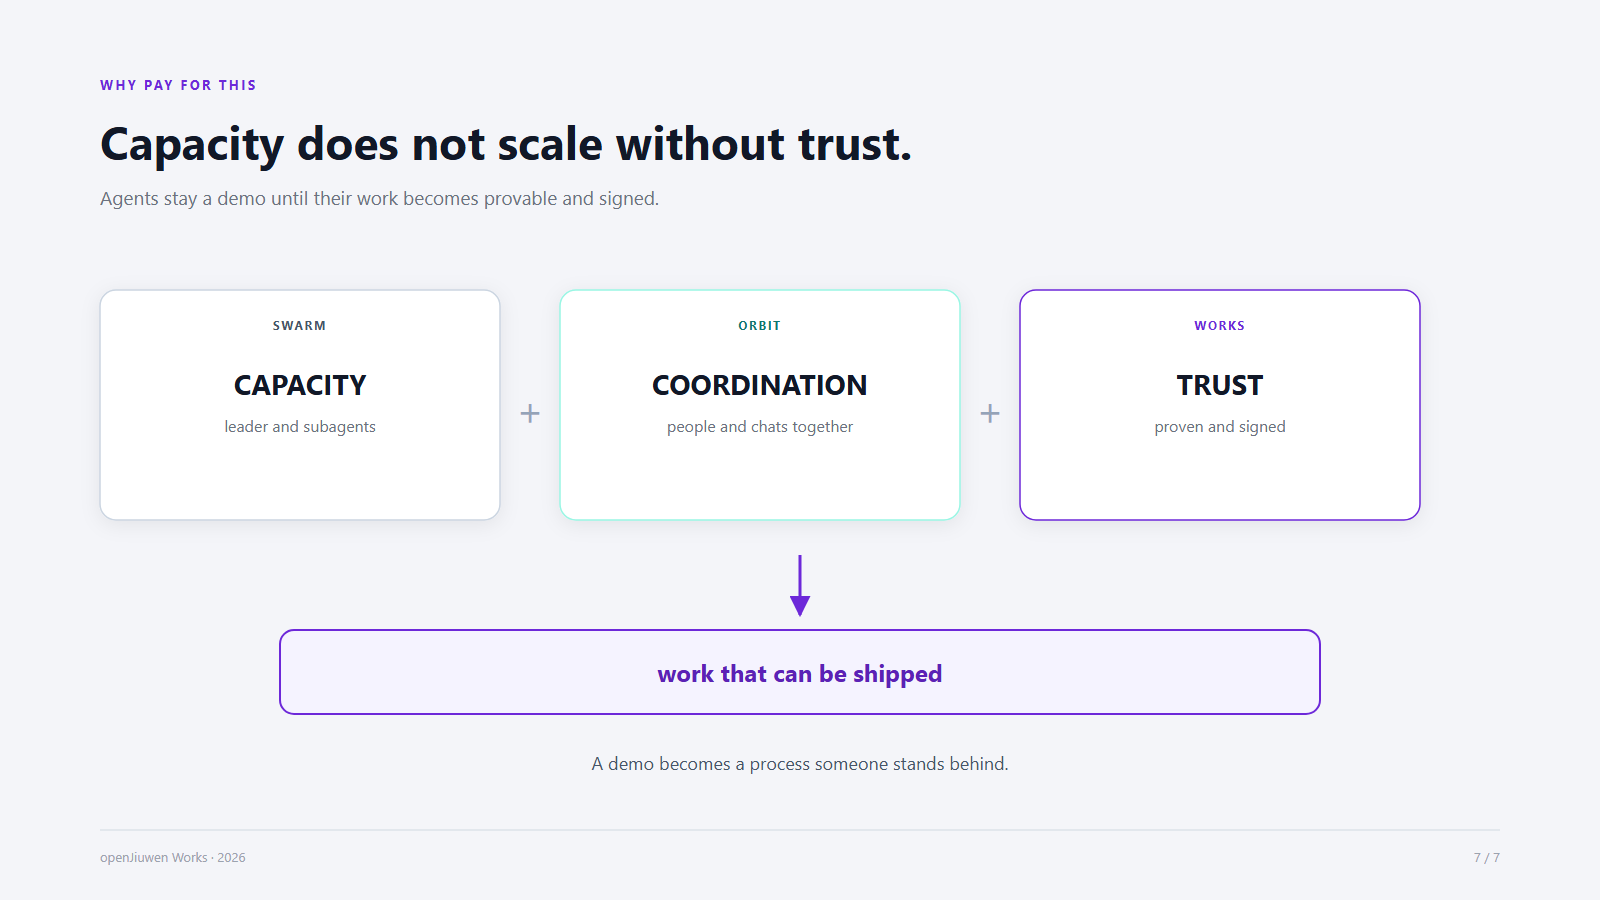 WHY PAY FOR THIS
Capacity does not scale without trust.
Agents stay a demo until their work becomes provable and signed.
SWARM
CAPACITY
leader and subagents
+
ORBIT
COORDINATION
people and chats together
+
WORKS
TRUST
proven and signed
work that can be shipped
A demo becomes a process someone stands behind.
openJiuwen Works · 2026
7 / 7